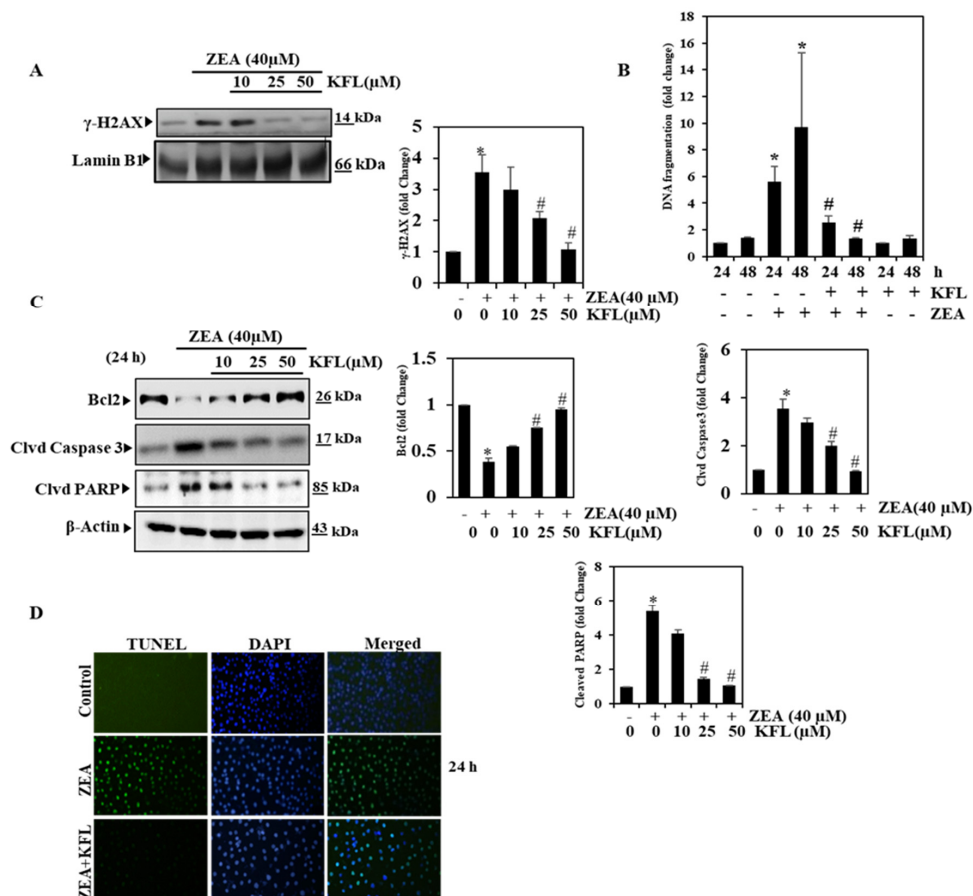 A
ZEA (40μM)
10 25 50 KFL(μM)
γ-H2AX
14 kDa
Lamin B1
66 kDa
γ-H2AX (fold Change)
5
4
3
2
1
0
*
#
#
- + + + + ZEA(40 μM)
0 0 10 25 50 KFL(μM)
B
DNA fragmentation (fold change)
18
16
14
12
10
8
6
4
2
0
*
*
#
#
24 48 24 48 24 48 24 48 h
- - - - + + + + KFL
- - + + + + - - ZEA
C
ZEA (40μM)
(24 h)
10 25 50 KFL(μM)
Bcl2
26 kDa
Clvd Caspase 3
17 kDa
Clvd PARP
85 kDa
β-Actin
43 kDa
Bcl2 (fold Change)
1.5
1
0.5
0
*
#
#
- + + + + ZEA(40 μM)
0 0 10 25 50 KFL(μM)
Clvd Caspase3 (fold Change)
6
4
2
0
*
#
#
- + + + + ZEA(40 μM)
0 0 10 25 50 KFL(μM)
Cleaved PARP (fold Change)
8
6
4
2
0
*
#
#
- + + + + ZEA (40 μM)
0 0 10 25 50 KFL (μM)
D
TUNEL DAPI Merged
Control
ZEA
ZEA+KFL
24 h